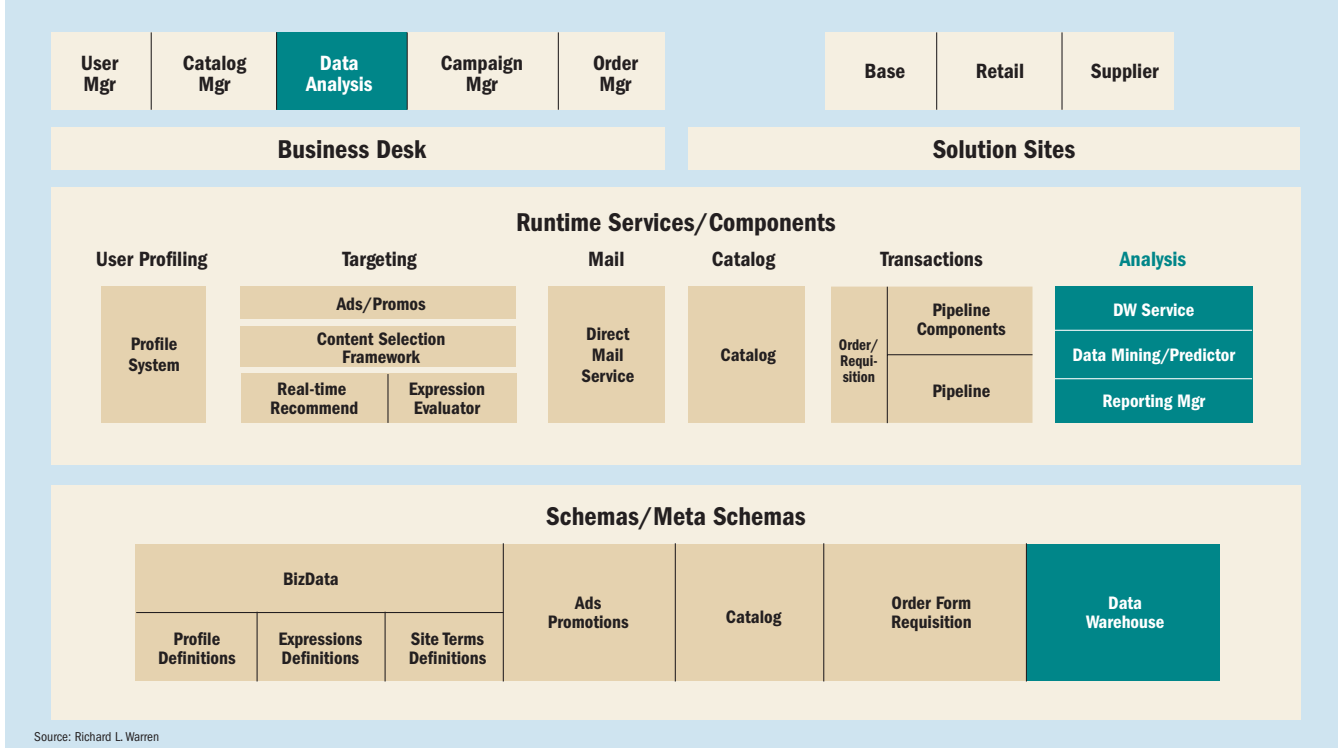 User
Mgr
Catalog
Mgr
Data
Analysis
Campaign
Mgr
Order
Mgr
Base
Retail
Supplier
Business Desk
Solution Sites
Runtime Services/Components
User Profiling
Targeting
Mail
Catalog
Transactions
Analysis
Profile
System
Ads/Promos
Content Selection
Framework
Real-time
Recommend
Expression
Evaluator
Direct
Mail
Service
Catalog
Order/
Requi-
sition
Pipeline
Components
Pipeline
DW Service
Data Mining/Predictor
Reporting Mgr
Schemas/Meta Schemas
BizData
Profile
Definitions
Expressions
Definitions
Site Terms
Definitions
Ads
Promotions
Catalog
Order Form
Requisition
Data
Warehouse
Source: Richard L. Warren